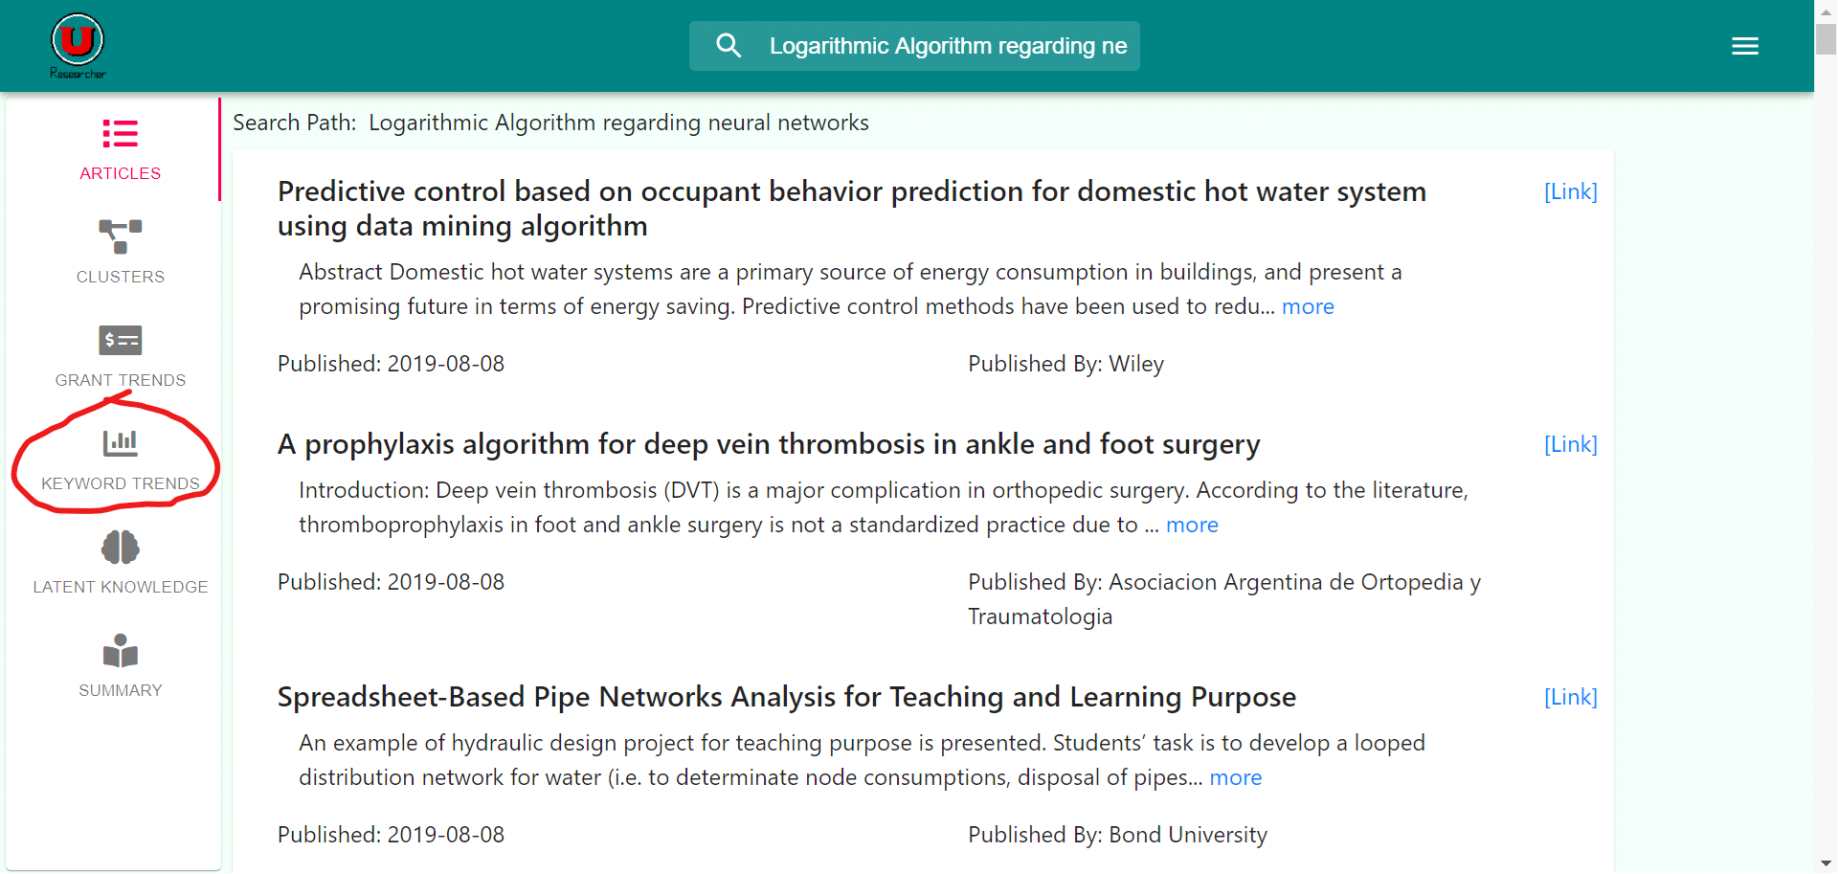 U
Researcher
Logarithmic Algorithm regarding ne
ARTICLES
CLUSTERS
$
GRANT TRENDS
KEYWORD TRENDS
LATENT KNOWLEDGE
SUMMARY
Search Path: Logarithmic Algorithm regarding neural networks
Predictive control based on occupant behavior prediction for domestic hot water system
using data mining algorithm
[Link]
Abstract Domestic hot water systems are a primary source of energy consumption in buildings, and present a
promising future in terms of energy saving. Predictive control methods have been used to redu... more
Published: 2019-08-08
Published By: Wiley
A prophylaxis algorithm for deep vein thrombosis in ankle and foot surgery
[Link]
Introduction: Deep vein thrombosis (DVT) is a major complication in orthopedic surgery. According to the literature,
thromboprophylaxis in foot and ankle surgery is not a standardized practice due to ... more
Published: 2019-08-08
Published By: Asociacion Argentina de Ortopedia y
Traumatologia
Spreadsheet-Based Pipe Networks Analysis for Teaching and Learning Purpose
[Link]
An example of hydraulic design project for teaching purpose is presented. Students’ task is to develop a looped
distribution network for water (i.e. to determinate node consumptions, disposal of pipes... more
Published: 2019-08-08
Published By: Bond University